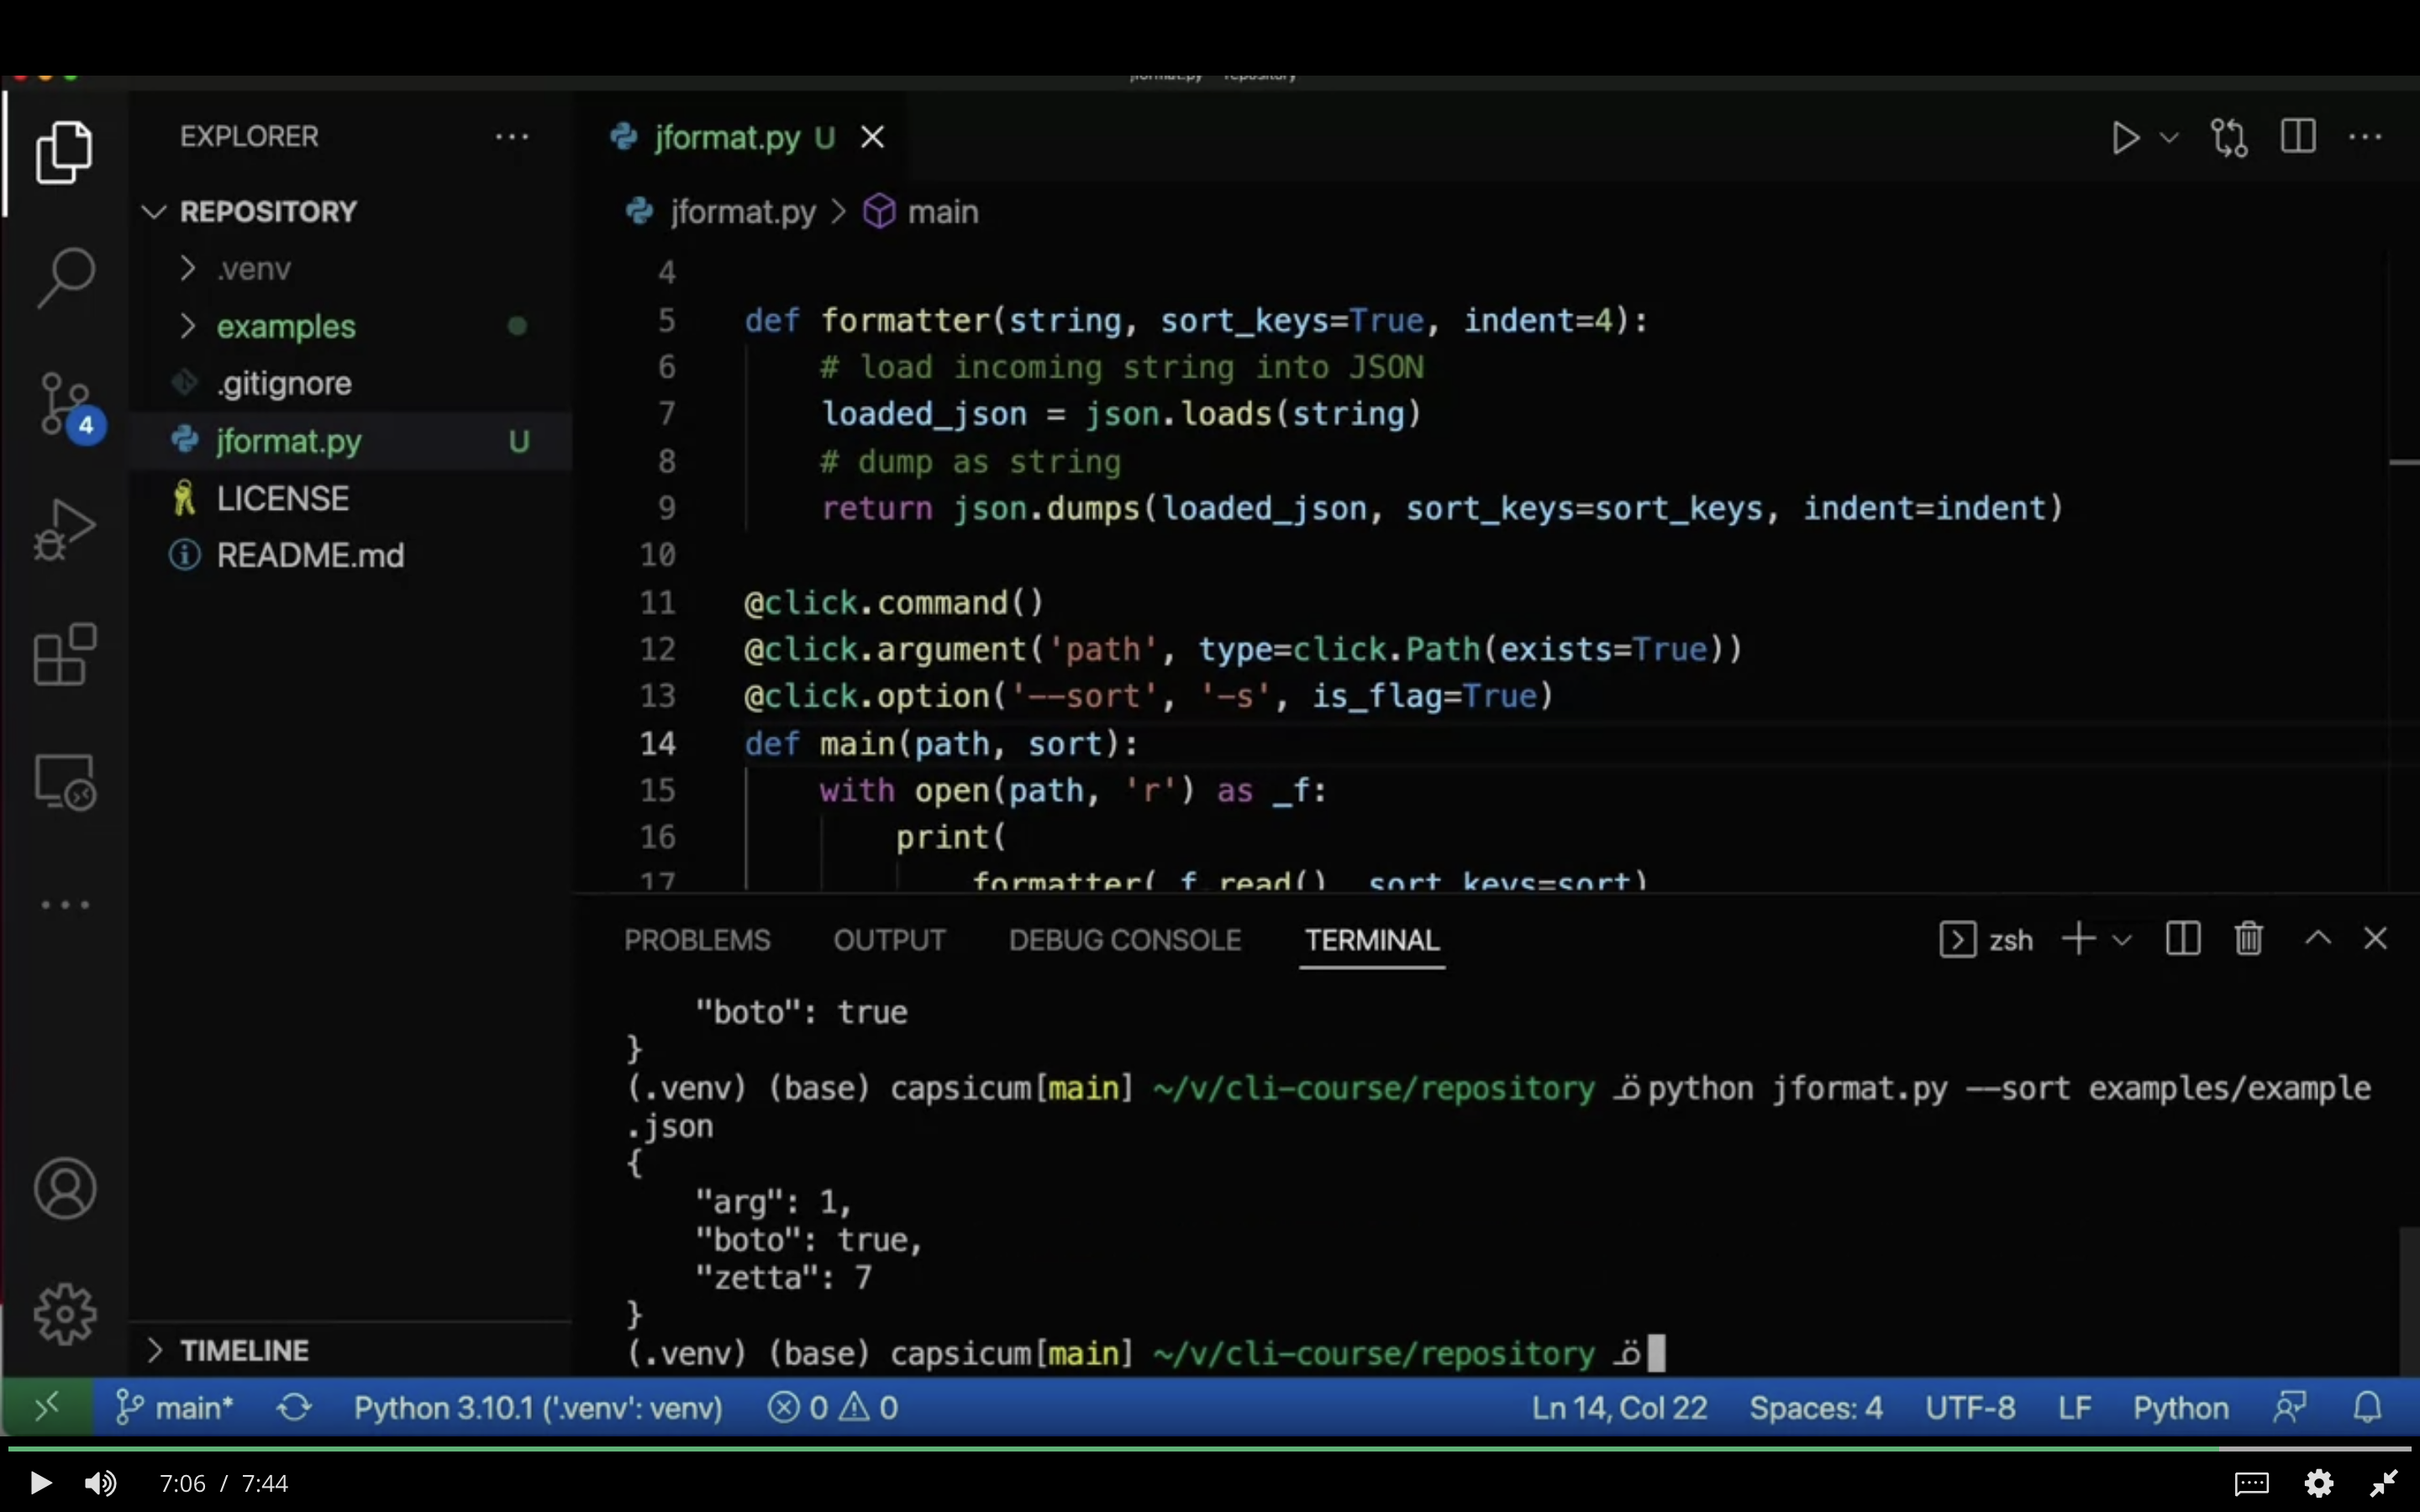 jformat.py — repository
EXPLORER
jformat.py U
REPOSITORY
.venv
examples
.gitignore
jformat.py U
LICENSE
README.md
TIMELINE
jformat.py > main
4
5 def formatter(string, sort_keys=True, indent=4):
6 # load incoming string into JSON
7 loaded_json = json.loads(string)
8 # dump as string
9 return json.dumps(loaded_json, sort_keys=sort_keys, indent=indent)
10
11 @click.command()
12 @click.argument('path', type=click.Path(exists=True))
13 @click.option('--sort', '-s', is_flag=True)
14 def main(path, sort):
15 with open(path, 'r') as _f:
16 print(
17 formatter(_f.read(), sort_keys=sort)
4
PROBLEMS OUTPUT DEBUG CONSOLE TERMINAL zsh
"boto": true
}
(.venv) (base) capsicum[main] ~/v/cli-course/repository python jformat.py --sort examples/example
.json
{
"arg": 1,
"boto": true,
"zetta": 7
}
(.venv) (base) capsicum[main] ~/v/cli-course/repository
main* Python 3.10.1 ('.venv': venv) 0 0 Ln 14, Col 22 Spaces: 4 UTF-8 LF Python
7:06 / 7:44